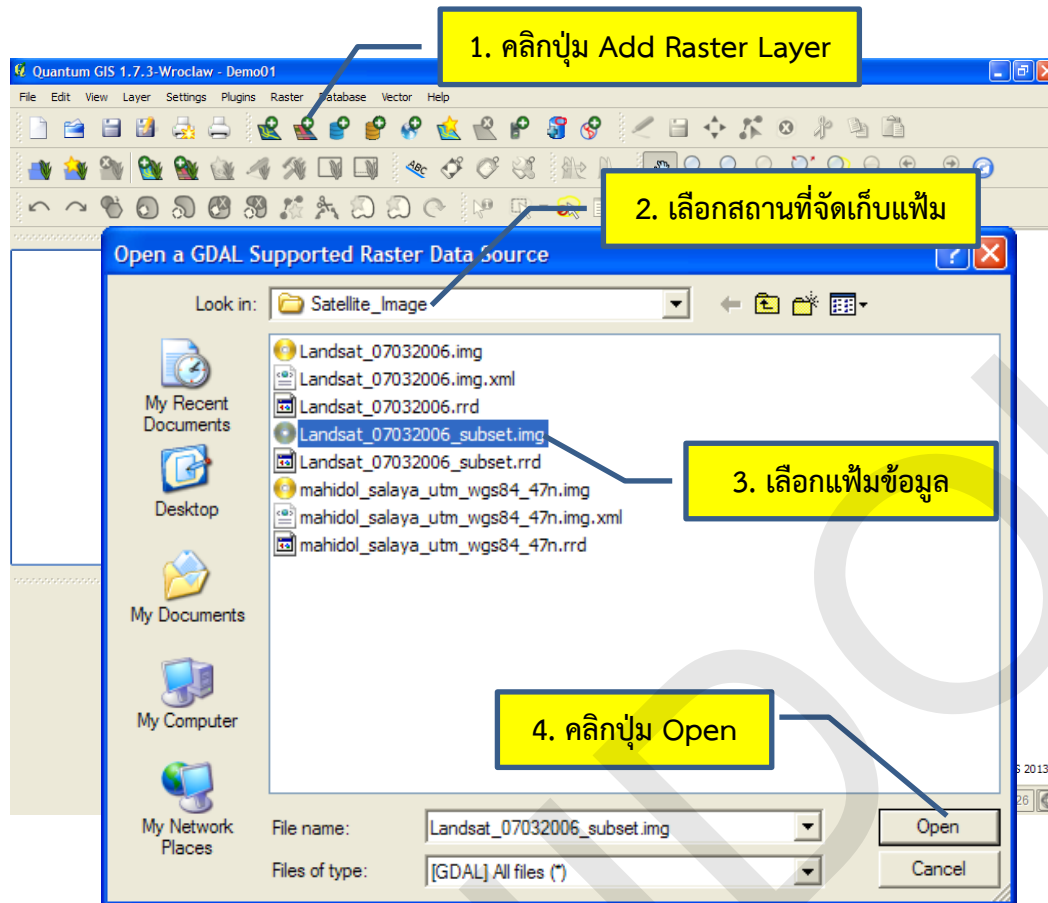 1. คลิกปุ่ม Add Raster Layer
Quantum GIS 1.7.3-Wroclaw - Demo01
File Edit View Layer Settings Plugins Raster Database Vector Help
ABC
2. เลือกสถานที่จัดเก็บแฟ้ม
Open a GDAL Supported Raster Data Source
Look in: Satellite_Image
Landsat_07032006.img
Landsat_07032006.img.xml
Landsat_07032006.rrd
Landsat_07032006_subset.img
Landsat_07032006_subset.rrd
mahidol_salaya_utm_wgs84_47n.img
mahidol_salaya_utm_wgs84_47n.img.xml
mahidol_salaya_utm_wgs84_47n.rrd
My Recent Documents
Desktop
My Documents
My Computer
My Network Places
3. เลือกแฟ้มข้อมูล
4. คลิกปุ่ม Open
S 2013
26
File name: Landsat_07032006_subset.img Open
Files of type: [GDAL] All files (*) Cancel